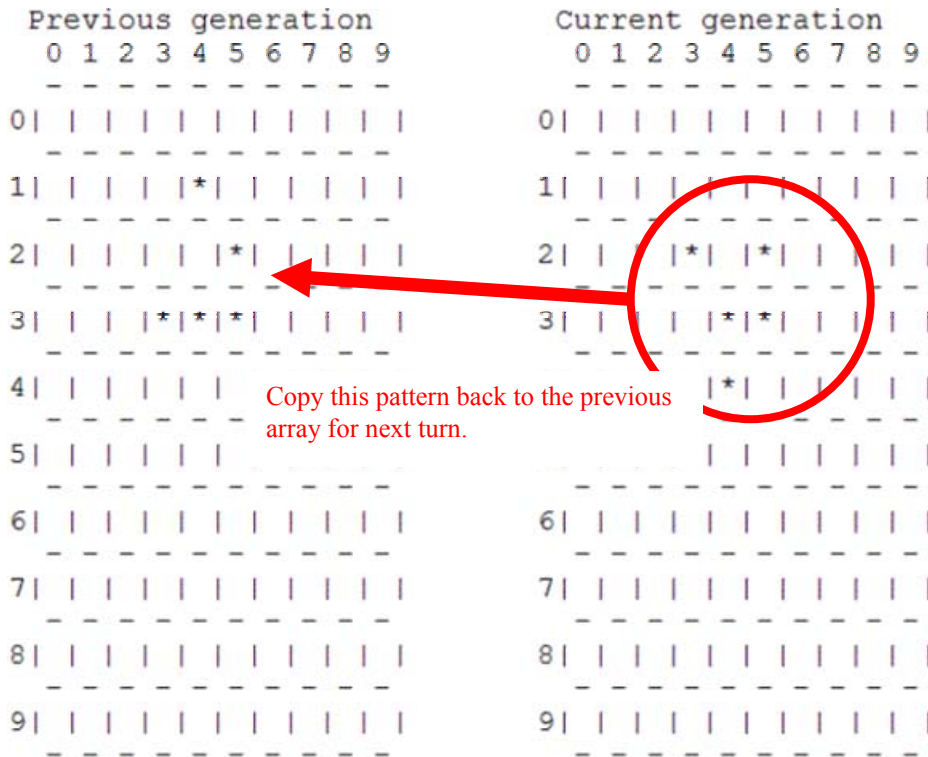 Previous generation
0 1 2 3 4 5 6 7 8 9
- - - - - - - - - -
0| | | | | | | | | | |
- - - - - - - - - -
1| | | | |*| | | | | |
- - - - - - - - - -
2| | | | | |*| | | | |
- - - - - - - - - -
3| | | |*|*|*| | | | |
- - - - - - - - - -
4| | | | | |
- - - - - -
5| | | | | |
- - - - - - - - - -
6| | | | | | | | | | |
- - - - - - - - - -
7| | | | | | | | | | |
- - - - - - - - - -
8| | | | | | | | | | |
- - - - - - - - - -
9| | | | | | | | | | |
- - - - - - - - - -
Copy this pattern back to the previous
array for next turn.
Current generation
0 1 2 3 4 5 6 7 8 9
- - - - - - - - - -
0| | | | | | | | | | |
- - - - - - - - - -
1| | | | | | | | | | |
- - - - - - - - - -
2| | | |*| |*| | | | |
- - - - - - - - - -
3| | | | |*|*| | | | |
- - - - - - - - - -
|*| | | | | |
- - - - - -
| | | | | | |
- - - - - - - - - -
6| | | | | | | | | | |
- - - - - - - - - -
7| | | | | | | | | | |
- - - - - - - - - -
8| | | | | | | | | | |
- - - - - - - - - -
9| | | | | | | | | | |
- - - - - - - - - -